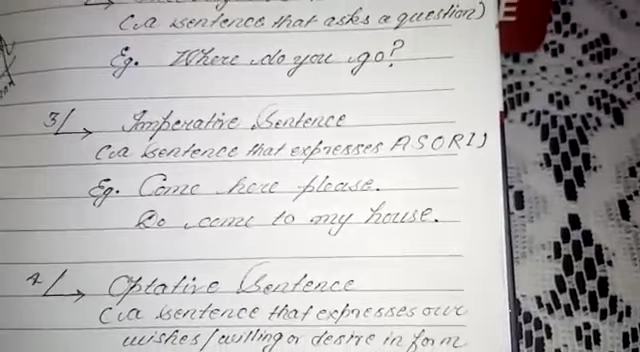 (a sentence that asks a question)
Eg. Where do you go?
3/ Imperative Sentence
(a sentence that expresses ASORI)
Eg. Come here please.
Do come to my house.
4/ Optative Sentence
(a sentence that expresses our
wishes/willing or desire in form
E